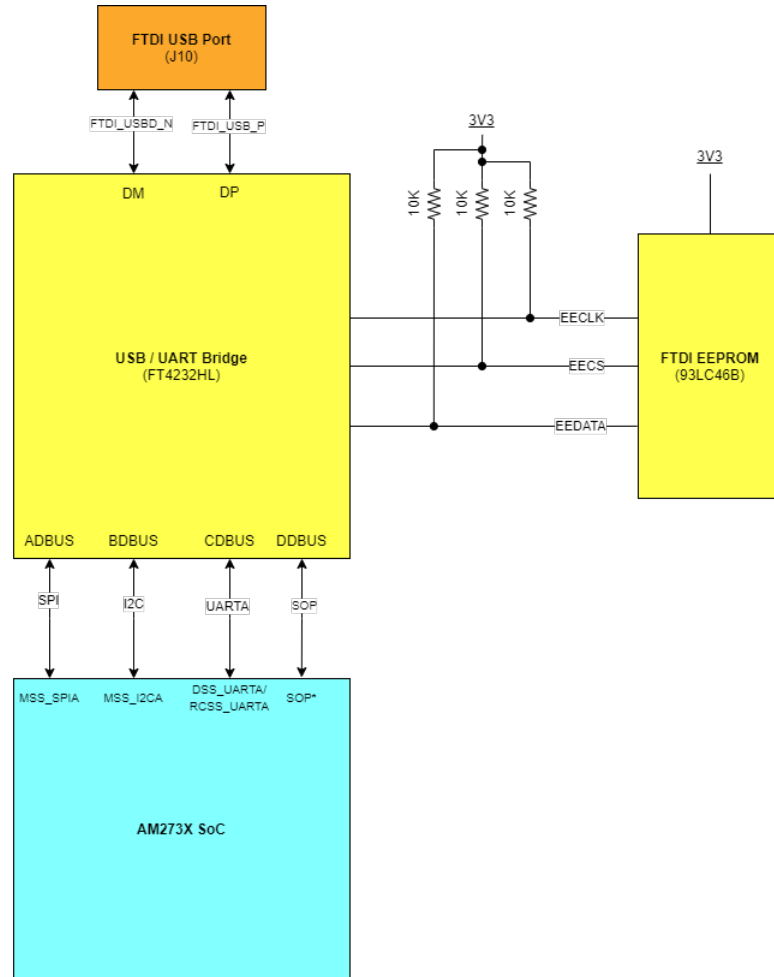 FTDI USB Port
(J10)
FTDI_USBD_N
FTDI_USB_P
3V3
3V3
DM
DP
10K
10K
10K
EECLK
USB / UART Bridge
(FT4232HL)
EECS
FTDI EEPROM
(93LC46B)
EEDATA
ADBUS
BDBUS
CDBUS
DDBUS
SPI
I2C
UARTA
SOP
MSS_SPIA
MSS_I2CA
DSS_UARTA/
RCSS_UARTA
SOP*
AM273X SoC